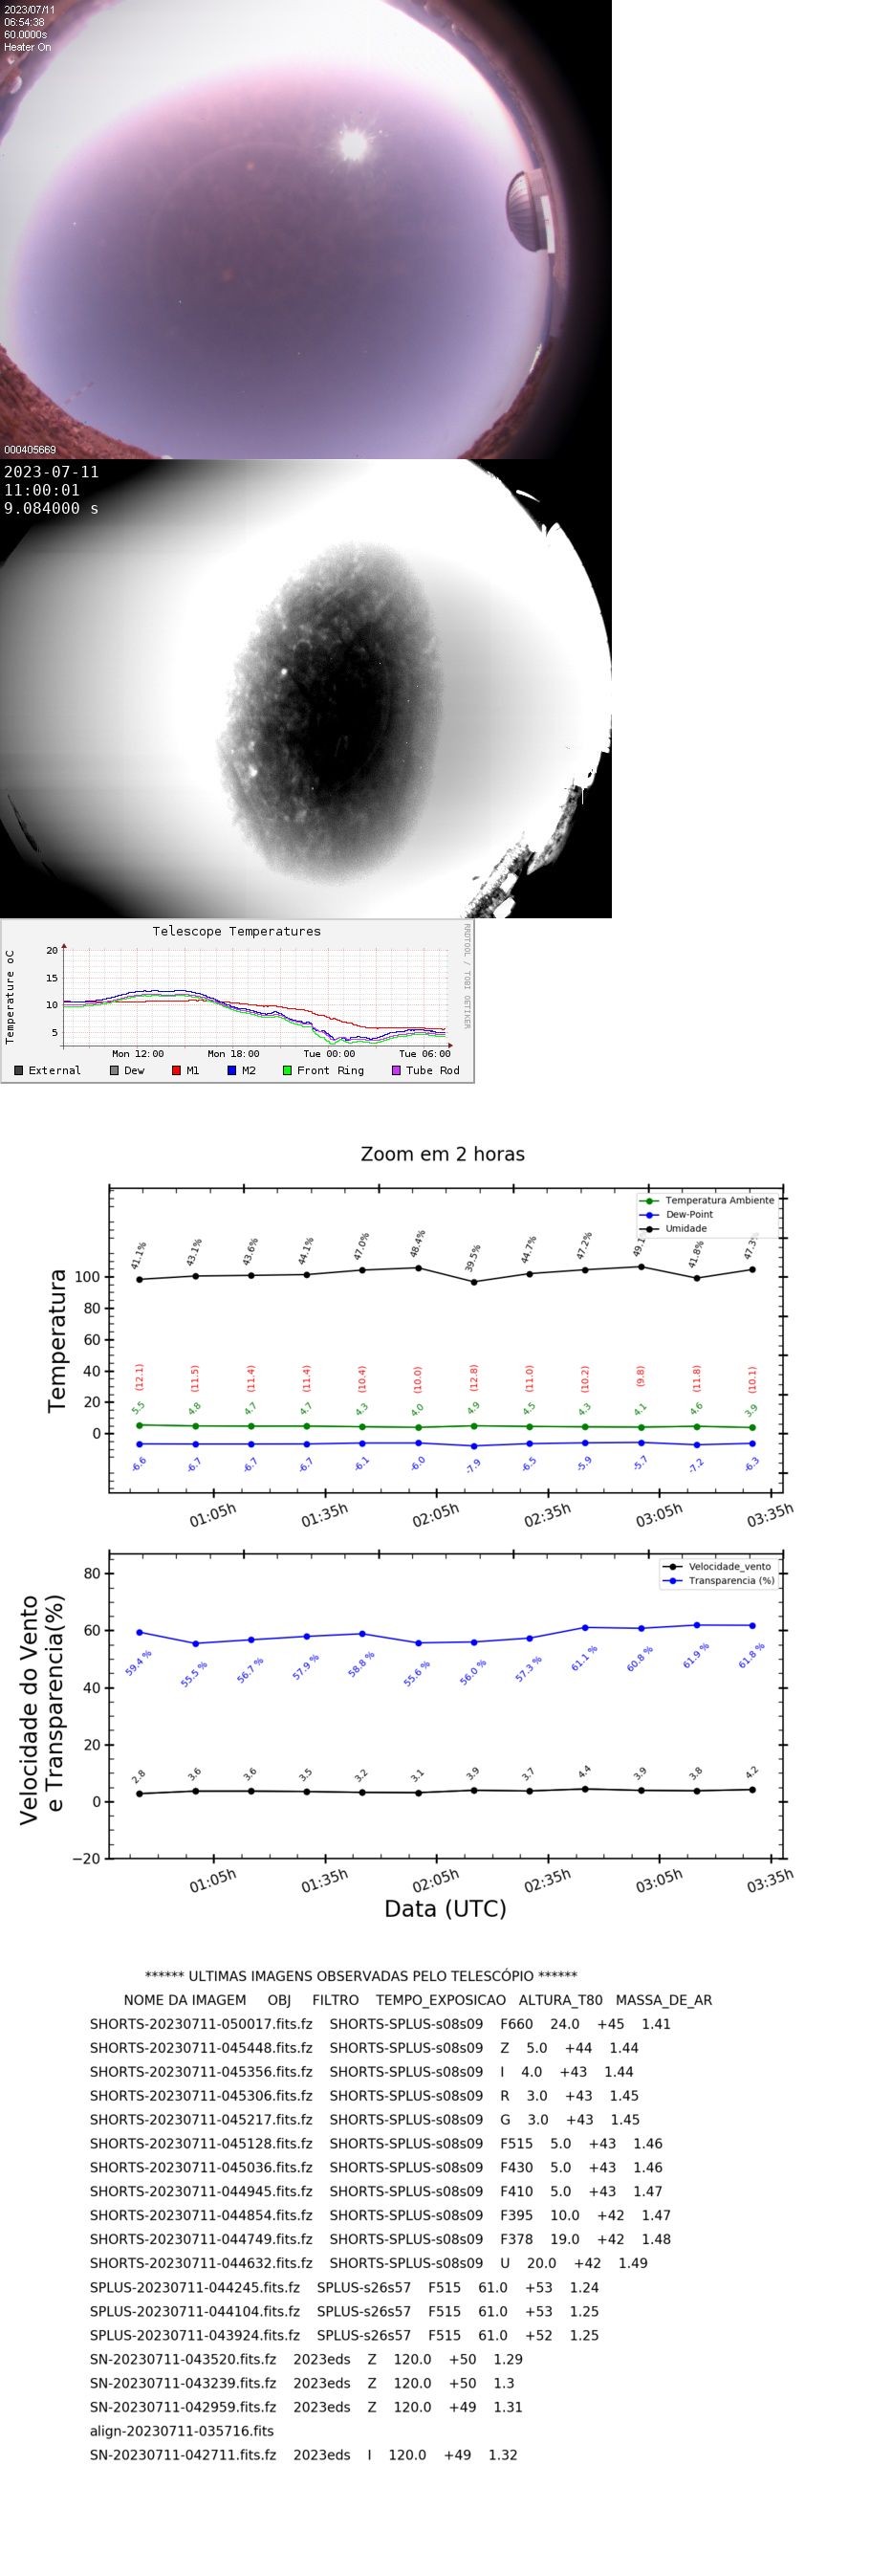 2023/07/11
06:54:38
60.0000s
Heater On
000405669
2023-07-11
11:00:01
9.084000 s
Telescope Temperatures
RRDTOOL / TOBI OETIKER
Temperature oC
20
15
10
5
Mon 12:00 Mon 18:00 Tue 00:00 Tue 06:00
External Dew M1 M2 Front Ring Tube Rod
Zoom em 2 horas
Temperatura Ambiente
Dew-Point
Umidade
Temperatura
100
80
60
40
20
0
41.1% 43.1% 43.6% 44.1% 47.0% 48.4% 39.5% 44.7% 47.2% 49.1 41.8% 47.3%
(12.1) (11.5) (11.4) (11.4) (10.4) (10.0) (12.8) (11.0) (10.2) (9.8) (11.8) (10.1)
5.5 4.8 4.7 4.7 4.3 4.0 4.9 4.5 4.3 4.1 4.6 3.9
-6.6 -6.7 -6.7 -6.7 -6.1 -6.0 -7.9 -6.5 -5.9 -5.7 -7.2 -6.3
01:05h 01:35h 02:05h 02:35h 03:05h 03:35h
Velocidade_vento
Transparencia (%)
Velocidade do Vento
e Transparencia(%)
80
60
40
20
0
−20
59.4 % 55.5 % 56.7 % 57.9 % 58.8 % 55.6 % 56.0 % 57.3 % 61.1 % 60.8 % 61.9 % 61.8 %
2.8 3.6 3.6 3.5 3.2 3.1 3.9 3.7 4.4 3.9 3.8 4.2
01:05h 01:35h 02:05h 02:35h 03:05h 03:35h
Data (UTC)
****** ULTIMAS IMAGENS OBSERVADAS PELO TELESCÓPIO ******
NOME DA IMAGEM OBJ FILTRO TEMPO_EXPOSICAO ALTURA_T80 MASSA_DE_AR
SHORTS-20230711-050017.fits.fz SHORTS-SPLUS-s08s09 F660 24.0 +45 1.41
SHORTS-20230711-045448.fits.fz SHORTS-SPLUS-s08s09 Z 5.0 +44 1.44
SHORTS-20230711-045356.fits.fz SHORTS-SPLUS-s08s09 I 4.0 +43 1.44
SHORTS-20230711-045306.fits.fz SHORTS-SPLUS-s08s09 R 3.0 +43 1.45
SHORTS-20230711-045217.fits.fz SHORTS-SPLUS-s08s09 G 3.0 +43 1.45
SHORTS-20230711-045128.fits.fz SHORTS-SPLUS-s08s09 F515 5.0 +43 1.46
SHORTS-20230711-045036.fits.fz SHORTS-SPLUS-s08s09 F430 5.0 +43 1.46
SHORTS-20230711-044945.fits.fz SHORTS-SPLUS-s08s09 F410 5.0 +43 1.47
SHORTS-20230711-044854.fits.fz SHORTS-SPLUS-s08s09 F395 10.0 +42 1.47
SHORTS-20230711-044749.fits.fz SHORTS-SPLUS-s08s09 F378 19.0 +42 1.48
SHORTS-20230711-044632.fits.fz SHORTS-SPLUS-s08s09 U 20.0 +42 1.49
SPLUS-20230711-044245.fits.fz SPLUS-s26s57 F515 61.0 +53 1.24
SPLUS-20230711-044104.fits.fz SPLUS-s26s57 F515 61.0 +53 1.25
SPLUS-20230711-043924.fits.fz SPLUS-s26s57 F515 61.0 +52 1.25
SN-20230711-043520.fits.fz 2023eds Z 120.0 +50 1.29
SN-20230711-043239.fits.fz 2023eds Z 120.0 +50 1.3
SN-20230711-042959.fits.fz 2023eds Z 120.0 +49 1.31
align-20230711-035716.fits
SN-20230711-042711.fits.fz 2023eds I 120.0 +49 1.32